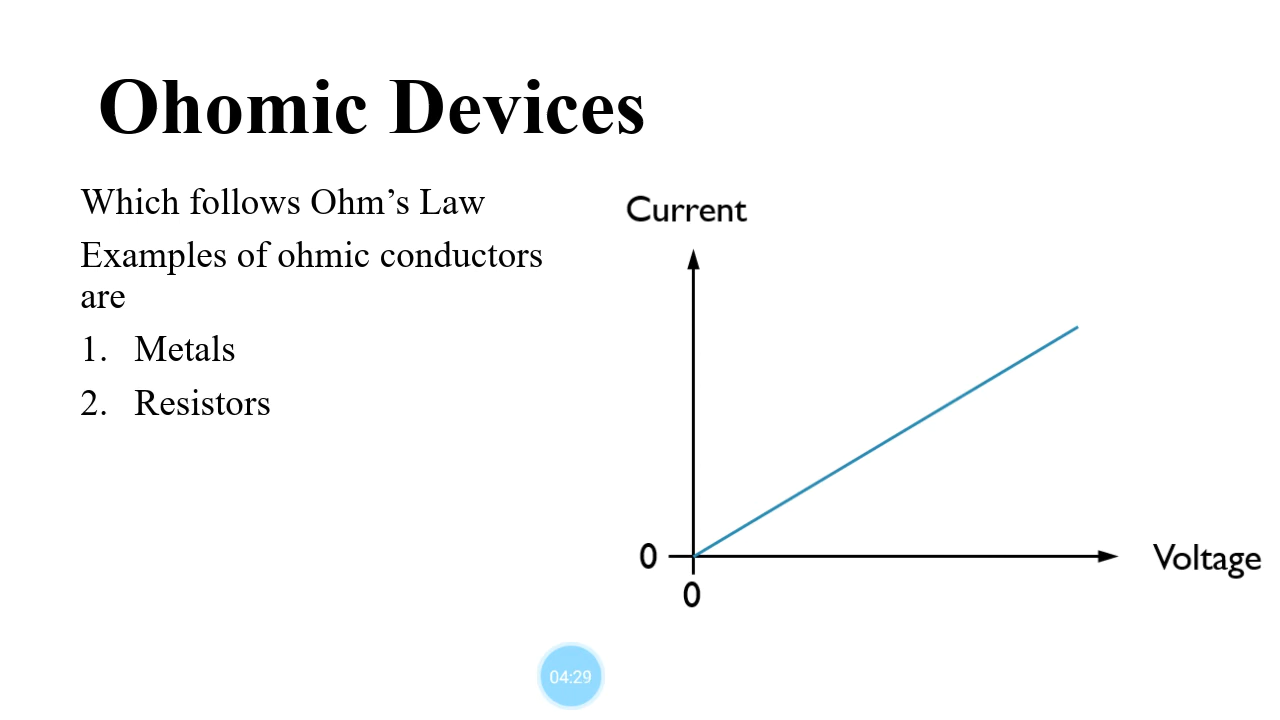 Ohomic Devices
Which follows Ohm’s Law
Examples of ohmic conductors
are
1. Metals
2. Resistors
Current
0
0
Voltage
04:29